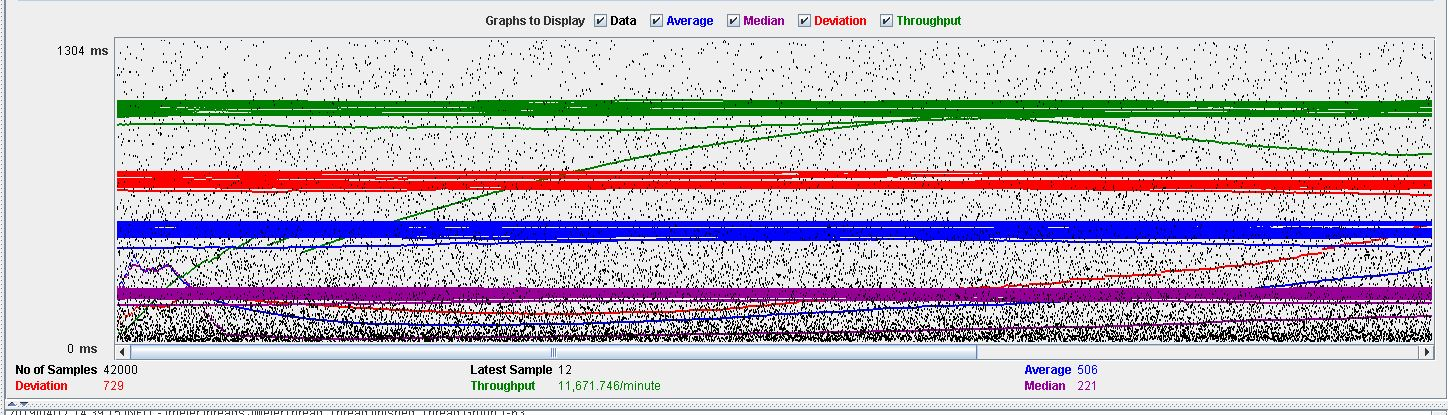 Graphs to Display Data Average Median Deviation Throughput
1304 ms
0 ms
No of Samples 42000 Latest Sample 12 Average 506
Deviation 729 Throughput 11,671.746/minute Median 221